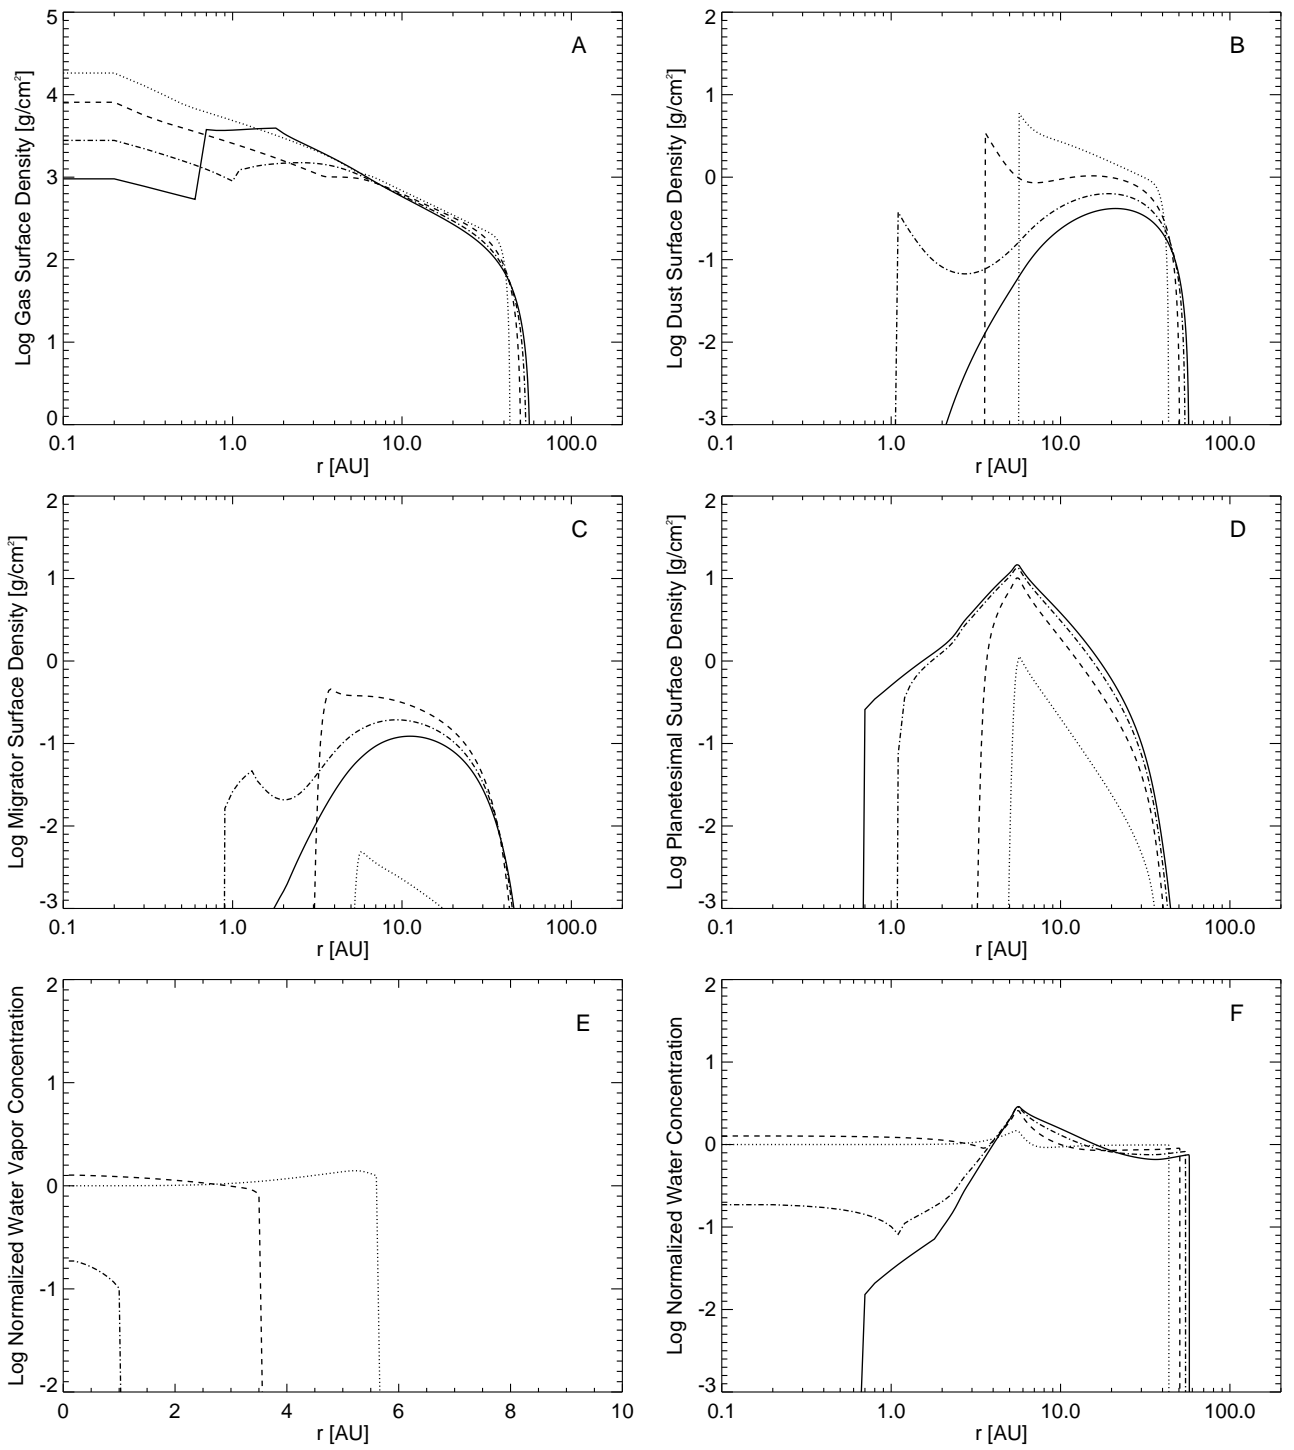 A
Log Gas Surface Density [g/cm²]
5
4
3
2
1
0
0.1 1.0 10.0 100.0
r [AU]
B
Log Dust Surface Density [g/cm²]
2
1
0
-1
-2
-3
0.1 1.0 10.0 100.0
r [AU]
C
Log Migrator Surface Density [g/cm²]
2
1
0
-1
-2
-3
0.1 1.0 10.0 100.0
r [AU]
D
Log Planetesimal Surface Density [g/cm²]
2
1
0
-1
-2
-3
0.1 1.0 10.0 100.0
r [AU]
E
Log Normalized Water Vapor Concentration
2
1
0
-1
-2
0 2 4 6 8 10
r [AU]
F
Log Normalized Water Concentration
2
1
0
-1
-2
-3
0.1 1.0 10.0 100.0
r [AU]